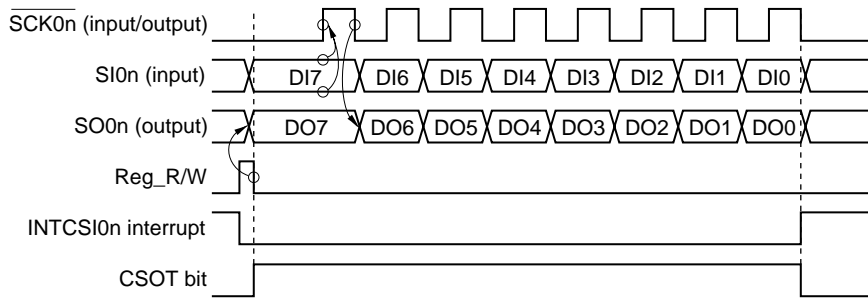 SCK0n (input/output)
SI0n (input) DI7 DI6 DI5 DI4 DI3 DI2 DI1 DI0
SO0n (output) DO7 DO6 DO5 DO4 DO3 DO2 DO1 DO0
Reg_R/W
INTCSI0n interrupt
CSOT bit